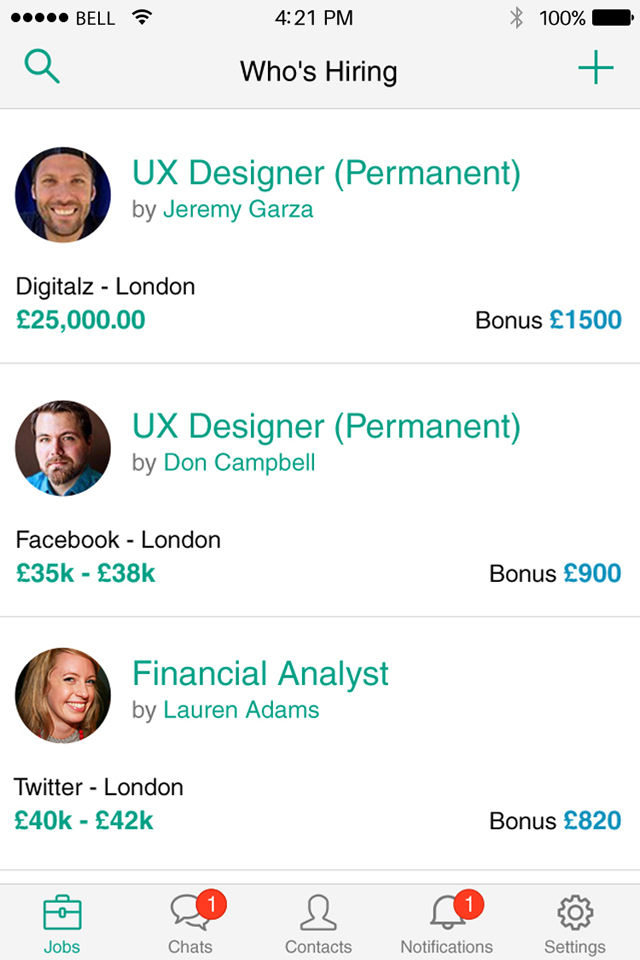 BELL 4:21 PM 100%
Who's Hiring
UX Designer (Permanent)
by Jeremy Garza
Digitalz - London
£25,000.00 Bonus £1500
UX Designer (Permanent)
by Don Campbell
Facebook - London
£35k - £38k Bonus £900
Financial Analyst
by Lauren Adams
Twitter - London
£40k - £42k Bonus £820
1 1
Jobs Chats Contacts Notifications Settings